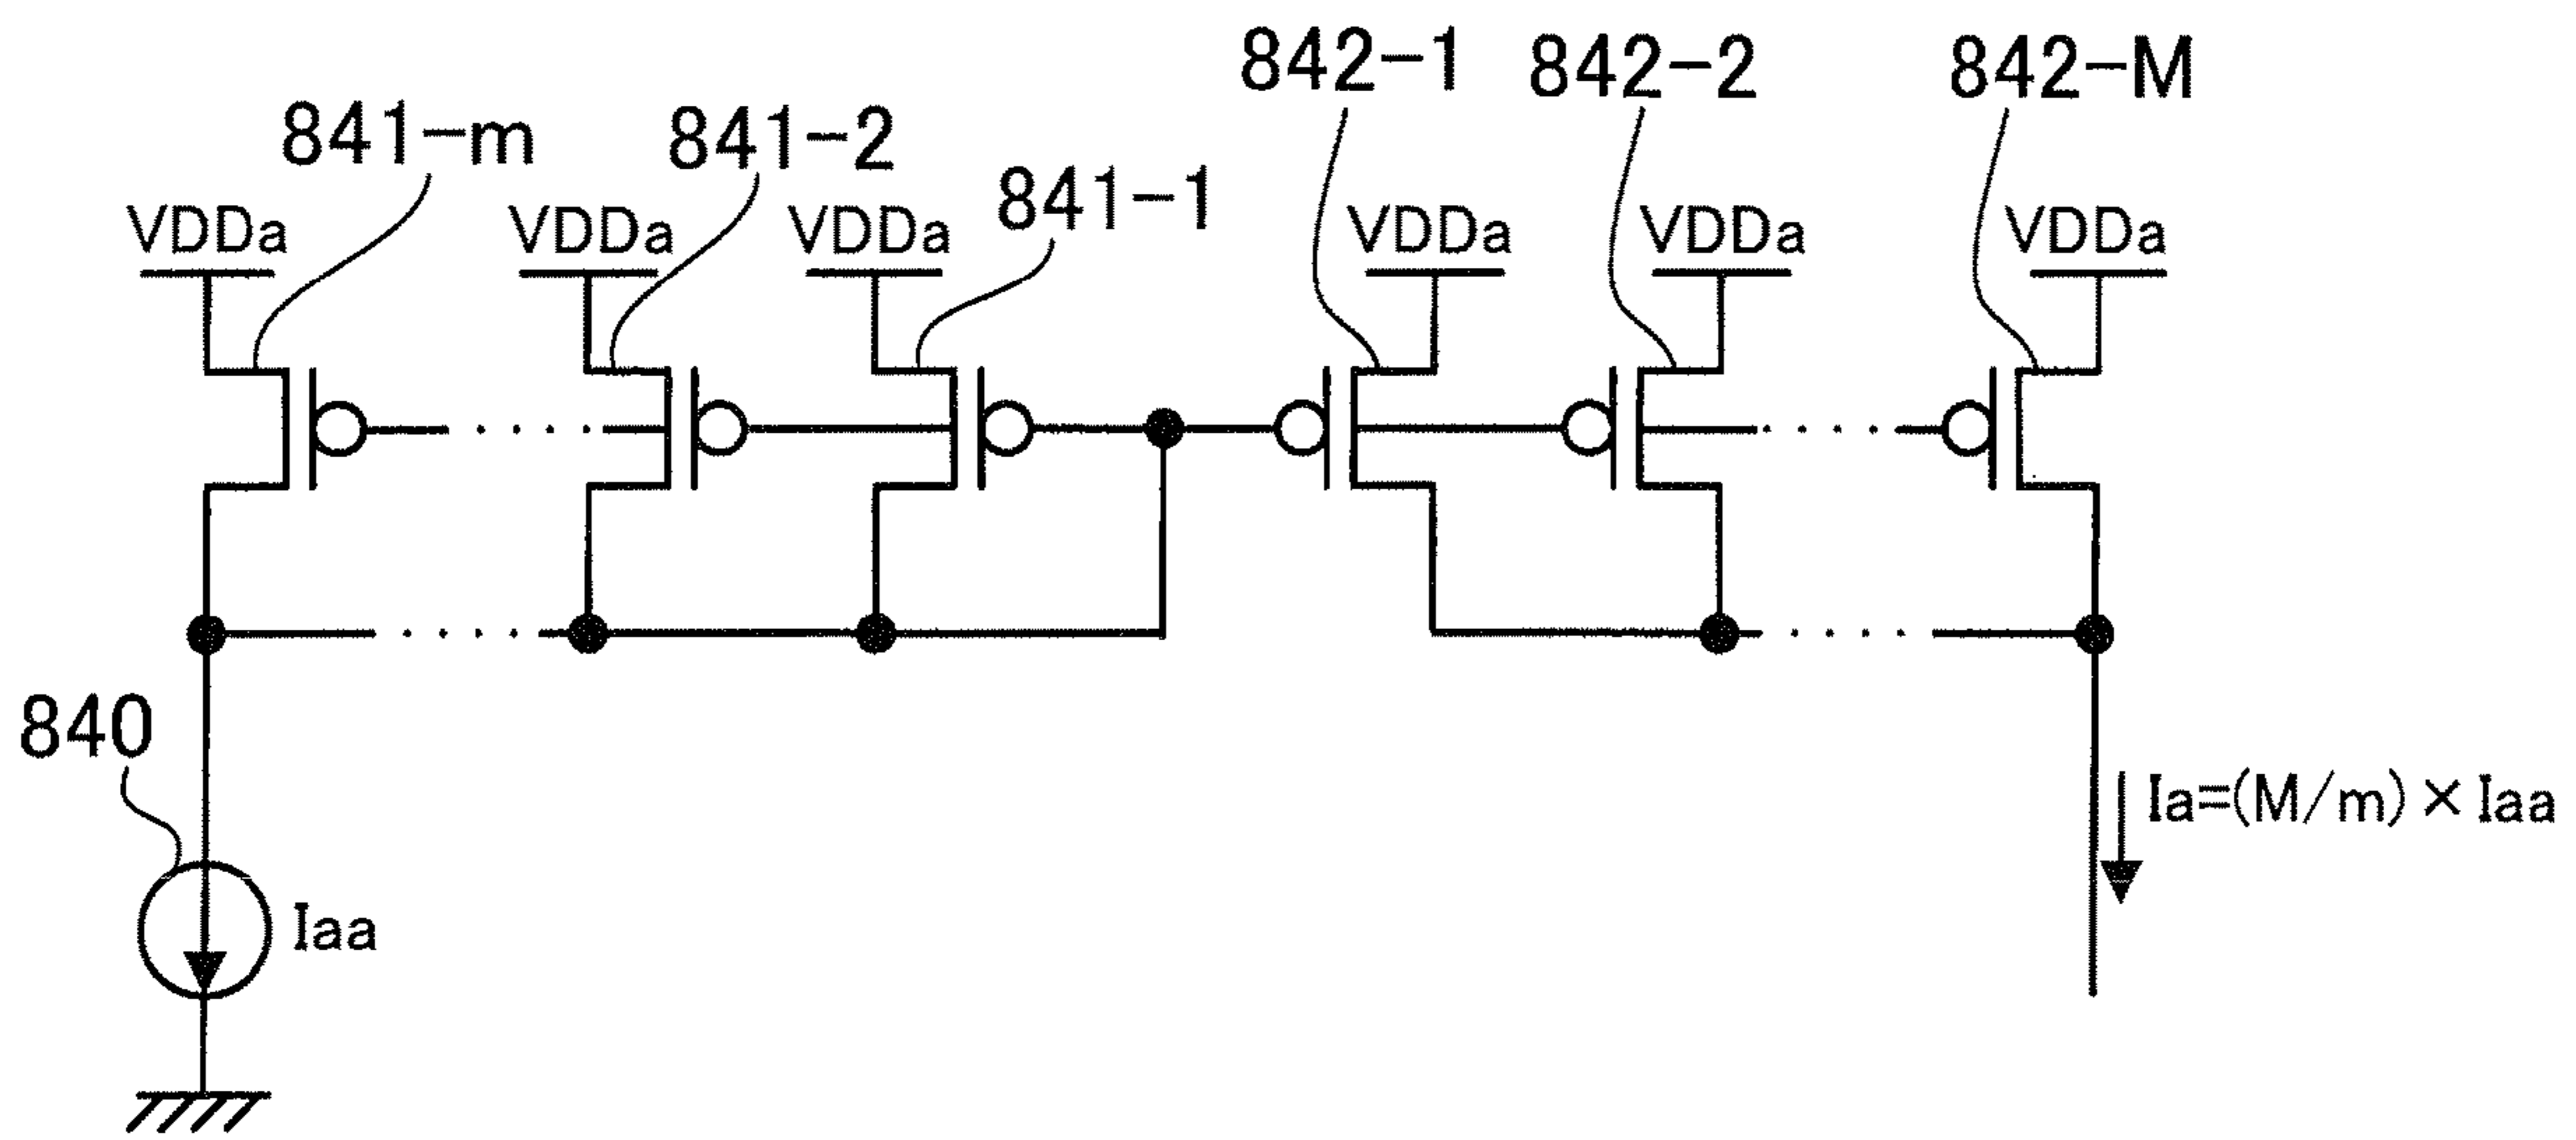 842-1 842-2 842-M
841-m 841-2 841-1
VDDa VDDa VDDa VDDa VDDa VDDa
840
Ia=(M/m)×Iaa
Iaa